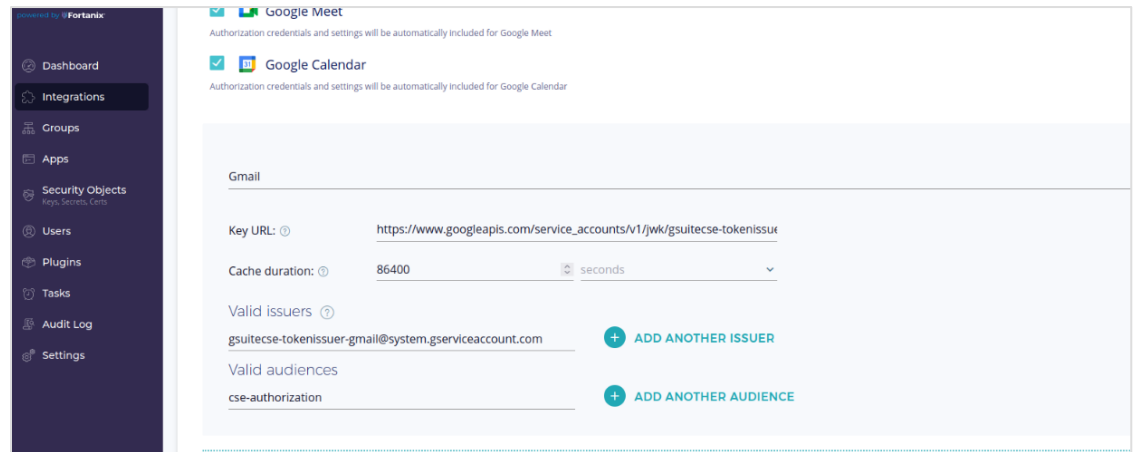 powered by Fortanix
Google Meet
Authorization credentials and settings will be automatically included for Google Meet
Dashboard
31 Google Calendar
Authorization credentials and settings will be automatically included for Google Calendar
Integrations
Groups
Apps
Gmail
Security Objects
Keys, Secrets, Certs
Users
Key URL: ? https://www.googleapis.com/service_accounts/v1/jwk/gsuitecse-tokenissue
Plugins
Cache duration: ? 86400 seconds
Tasks
Valid issuers ?
Audit Log
gsuitecse-tokenissuer-gmail@system.gserviceaccount.com + ADD ANOTHER ISSUER
Settings
Valid audiences
cse-authorization + ADD ANOTHER AUDIENCE